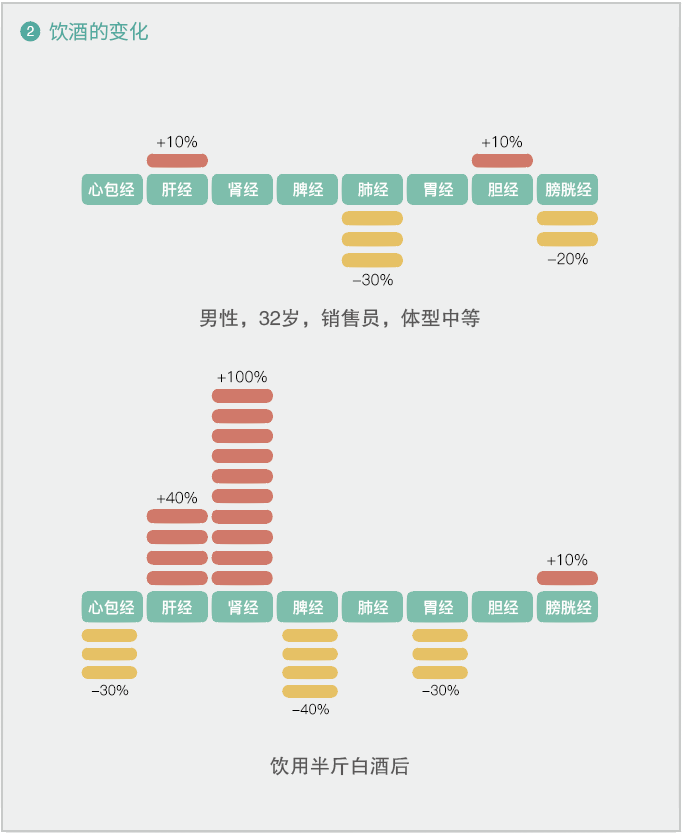 2 饮酒的变化
+10% +10%
心包经 肝经 肾经 脾经 肺经 胃经 胆经 膀胱经
-20%
-30%
男性，32岁，销售员，体型中等
+100%
+40%
+10%
心包经 肝经 肾经 脾经 肺经 胃经 胆经 膀胱经
-30% -30%
-40%
饮用半斤白酒后